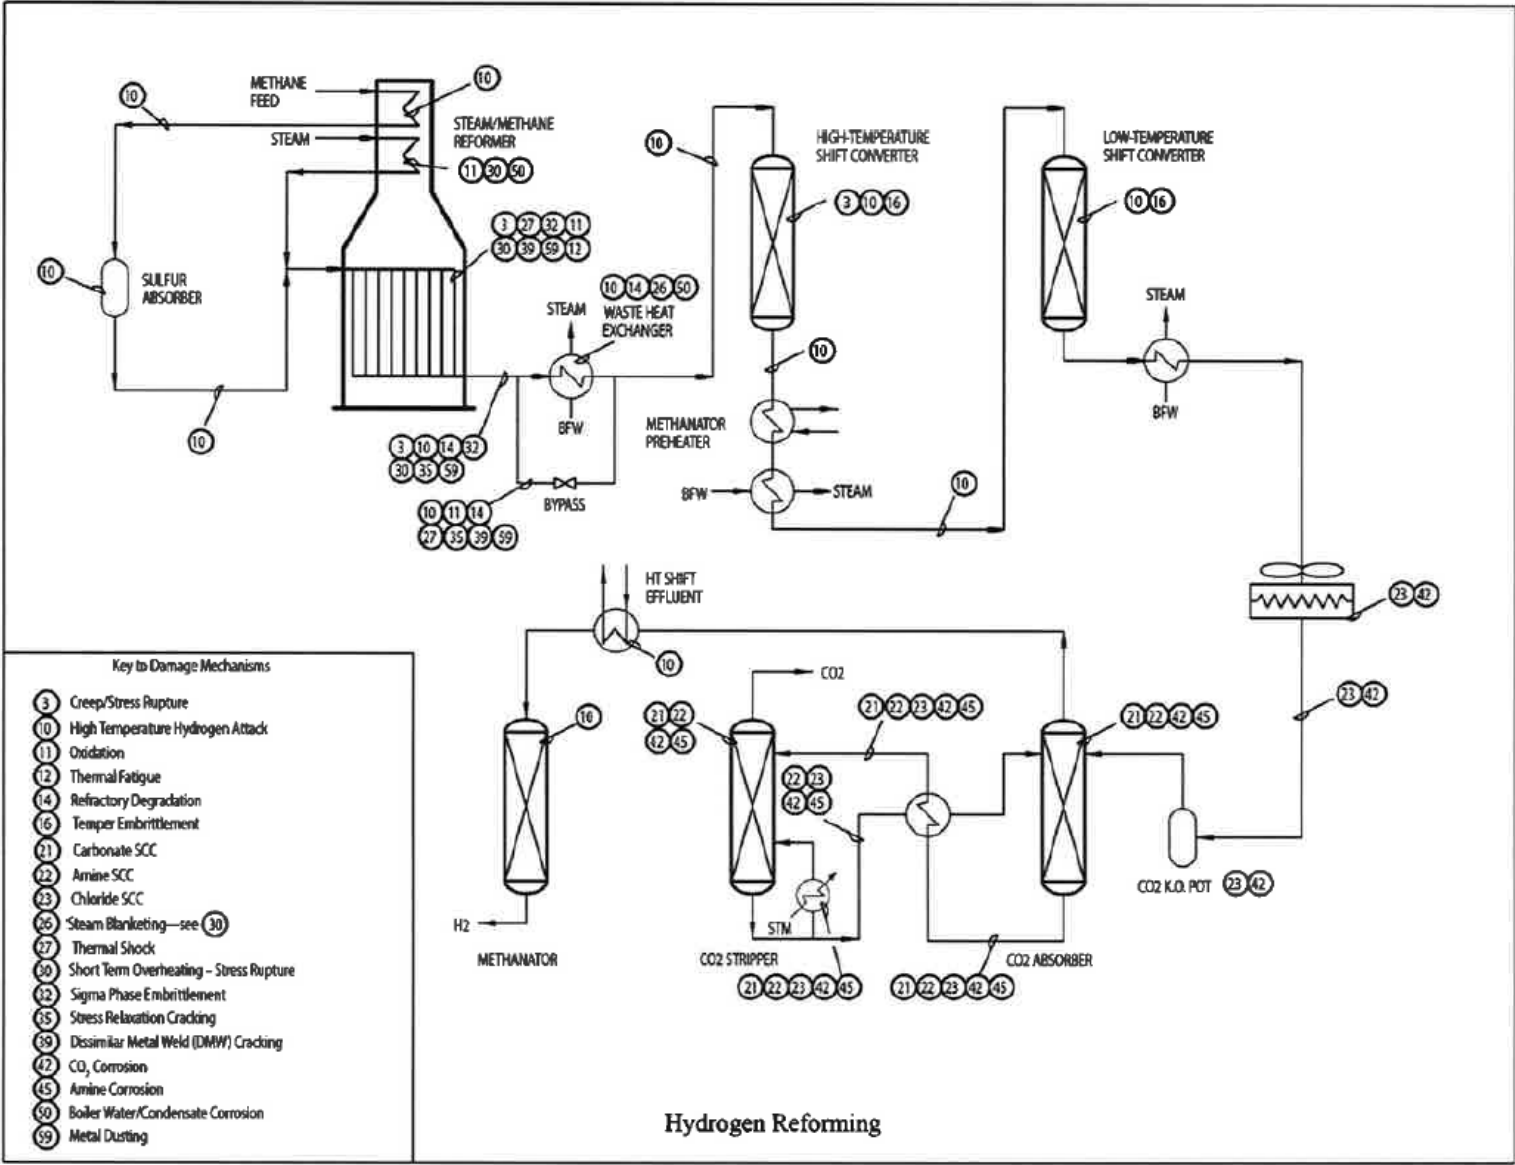 METHANE
FEED
10
10
STEAM
STEAM/METHANE
REFORMER
11 30 50
10
HIGH-TEMPERATURE
SHIFT CONVERTER
3 10 16
LOW-TEMPERATURE
SHIFT CONVERTER
10 16
3 27 32 11
30 39 59 12
10
SULFUR
ABSORBER
10
10 14 26 50
STEAM
WASTE HEAT
EXCHANGER
BFW
3 10 14 32
30 35 59
BYPASS
10 11 14
27 35 39 59
10
METHANATOR
PREHEATER
BFW
STEAM
10
STEAM
BFW
23 42
23 42
HT SHIFT
EFFLUENT
10
10
H2
METHANATOR
CO2
21 22
42 45
21 22 23 42 45
22 23
42 45
21 22 42 45
STM
CO2 STRIPPER
21 22 23 42 45
21 22 23 42 45
CO2 ABSORBER
CO2 K.O. POT
23 42
Key to Damage Mechanisms
3 Creep/Stress Rupture
10 High Temperature Hydrogen Attack
11 Oxidation
12 Thermal Fatigue
14 Refractory Degradation
16 Temper Embrittlement
21 Carbonate SCC
22 Amine SCC
23 Chloride SCC
26 Steam Blanketing—see 30
27 Thermal Shock
30 Short Term Overheating – Stress Rupture
32 Sigma Phase Embrittlement
35 Stress Relaxation Cracking
39 Dissimilar Metal Weld (DMW) Cracking
42 CO₂ Corrosion
45 Amine Corrosion
50 Boiler Water/Condensate Corrosion
59 Metal Dusting
Hydrogen Reforming